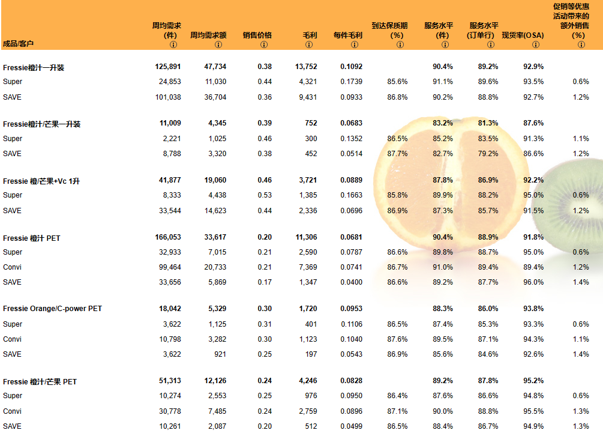 成品/客户 周均需求(件) ⓘ 周均需求额 ⓘ 销售价格 ⓘ 毛利 ⓘ 每件毛利 ⓘ 到达保质期(%) ⓘ 服务水平(件) ⓘ 服务水平(订单行) ⓘ 现货率(OSA) ⓘ 促销等优惠活动带来的额外销售(%) ⓘ
Fressie橙汁一升装 125,891 47,734 0.38 13,752 0.1092 90.4% 89.2% 92.9%
Super 24,853 11,030 0.44 4,321 0.1739 85.6% 91.1% 89.6% 93.5% 0.6%
SAVE 101,038 36,704 0.36 9,431 0.0933 86.8% 90.2% 88.8% 92.7% 1.2%
Fressie橙汁/芒果一升装 11,009 4,345 0.39 752 0.0683 83.2% 81.3% 87.6%
Super 2,221 1,025 0.46 300 0.1352 86.5% 85.2% 83.5% 91.3% 1.1%
SAVE 8,788 3,320 0.38 452 0.0514 87.7% 82.7% 79.2% 86.6% 1.2%
Fressie 橙/芒果+Vc 1升 41,877 19,060 0.46 3,721 0.0889 87.8% 86.9% 92.2%
Super 8,333 4,438 0.53 1,385 0.1663 85.8% 89.9% 88.2% 95.0% 0.6%
SAVE 33,544 14,623 0.44 2,336 0.0696 86.9% 87.3% 85.7% 91.5% 1.2%
Fressie 橙汁 PET 166,053 33,617 0.20 11,306 0.0681 90.4% 88.9% 91.8%
Super 32,933 7,015 0.21 2,590 0.0787 86.6% 89.8% 88.7% 95.0% 0.6%
Convi 99,464 20,733 0.21 7,369 0.0741 86.7% 91.0% 89.4% 89.4% 1.2%
SAVE 33,656 5,869 0.17 1,347 0.0400 86.6% 89.2% 87.7% 96.0% 1.4%
Fressie Orange/C-power PET 18,042 5,329 0.30 1,720 0.0953 88.3% 86.0% 93.8%
Super 3,622 1,125 0.31 401 0.1106 86.5% 87.4% 85.3% 93.3% 0.6%
Convi 10,798 3,282 0.30 1,123 0.1040 87.6% 89.5% 87.1% 94.3% 1.1%
SAVE 3,622 921 0.25 197 0.0543 86.9% 85.6% 84.6% 92.6% 1.4%
Fressie 橙汁/芒果 PET 51,313 12,126 0.24 4,246 0.0828 89.2% 87.8% 95.2%
Super 10,274 2,553 0.25 976 0.0950 86.4% 87.6% 86.6% 94.8% 0.6%
Convi 30,778 7,485 0.24 2,759 0.0896 87.1% 90.0% 88.8% 95.5% 1.3%
SAVE 10,261 2,087 0.20 512 0.0499 86.5% 88.4% 86.7% 94.9% 1.3%